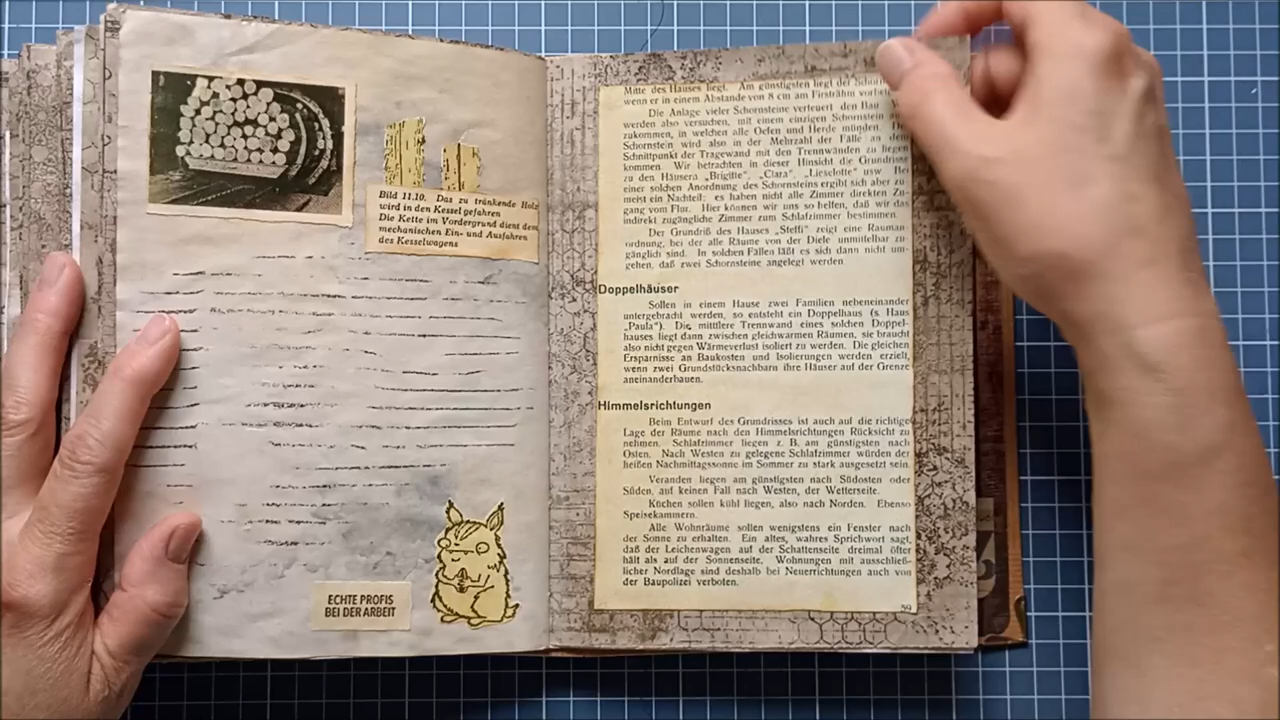 Bild 11.10. Das zu tränkende Holz
wird in den Kessel gefahren
Die Kette im Vordergrund dient dem
mechanischen Ein- und Ausfahren
des Kesselwagens
ECHTE PROFIS
BEI DER ARBEIT
Mitte des Hauses liegt. Am günstigsten liegt der
wenn er in einem Abstande von 8 cm am Firsträhm
Die Anlage vieler Schornsteine verteuert den Bau
werden also versuchen, mit einem einzigen Schornstein
zukommen, in welchen alle Oefen und Herde münden.
Schornstein wird also in der Mehrzahl der Fälle an dem
Schnittpunkt der Tragewand mit den Trennwänden zu liegen
kommen Wir betrachten in dieser Hinsicht die Grundrisse
zu den Häusern „Brigitte", „Clara", „Lieselotte" usw. Bei
einer solchen Anordnung des Schornsteins ergibt sich aber zu-
meist ein Nachteil: es haben nicht alle Zimmer direkten Zu-
gang vom Flur. Hier können wir uns so helfen, daß wir das
indirekt zugängliche Zimmer zum Schlafzimmer bestimmen.
Der Grundriß des Hauses „Steffi" zeigt eine Rauman-
ordnung, bei der alle Räume von der Diele unmittelbar zu-
gänglich sind. In solchen Fällen läßt es sich dann nicht um-
gehen, daß zwei Schornsteine angelegt werden
Doppelhäuser
Sollen in einem Hause zwei Familien nebeneinander
untergebracht werden, so entsteht ein Doppelhaus (s. Haus
„Paula"). Die mittlere Trennwand eines solchen Doppel-
hauses liegt dann zwischen gleichwarmen Räumen, sie braucht
also nicht gegen Wärmeverlust isoliert zu werden. Die gleichen
Ersparnisse an Baukosten und Isolierungen werden erzielt,
wenn zwei Grundstücksnachbarn ihre Häuser auf der Grenze
aneinanderbauen.
Himmelsrichtungen
Beim Entwurf des Grundrisses ist auch auf die richtige
Lage der Räume nach den Himmelsrichtungen Rücksicht zu
nehmen. Schlafzimmer liegen z. B. am günstigsten nach
Osten. Nach Westen zu gelegene Schlafzimmer würden der
heißen Nachmittagssonne im Sommer zu stark ausgesetzt sein.
Veranden liegen am günstigsten nach Südosten oder
Süden, auf keinen Fall nach Westen, der Wetterseite.
Küchen sollen kühl liegen, also nach Norden. Ebenso
Speisekammern.
Alle Wohnräume sollen wenigstens ein Fenster nach
der Sonne zu erhalten. Ein altes, wahres Sprichwort sagt,
daß der Leichenwagen auf der Schattenseite dreimal öfter
hält als auf der Sonnenseite. Wohnungen mit ausschließ-
licher Nordlage sind deshalb bei Neuerrichtungen auch von
der Baupolizei verboten.
59